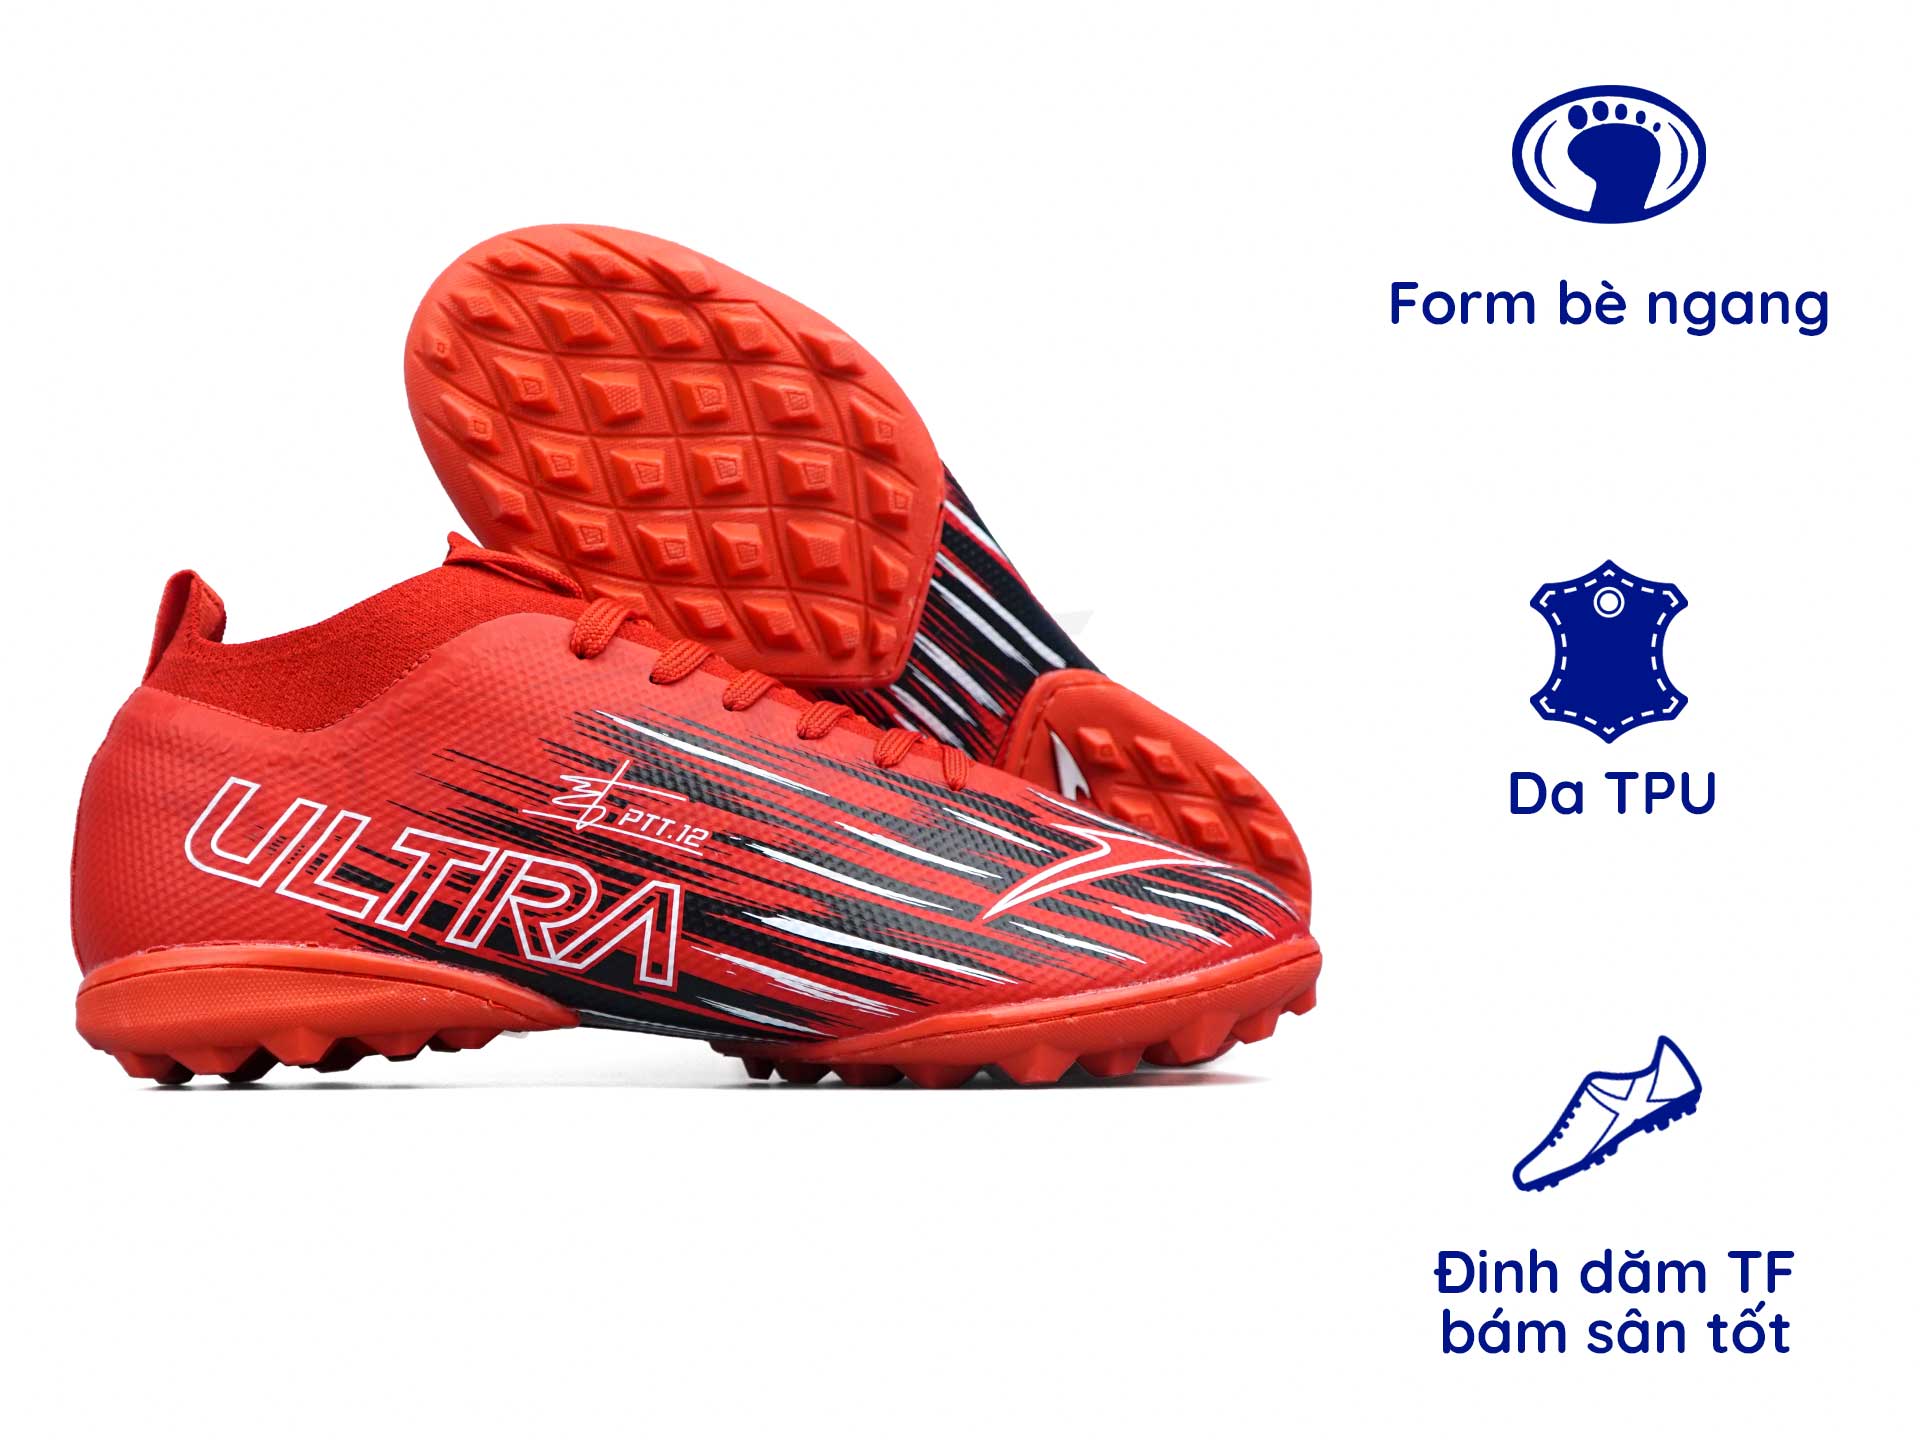 Form bè ngang
Da TPU
ULTRA
PTT.12
Đinh dăm TF
bám sân tốt